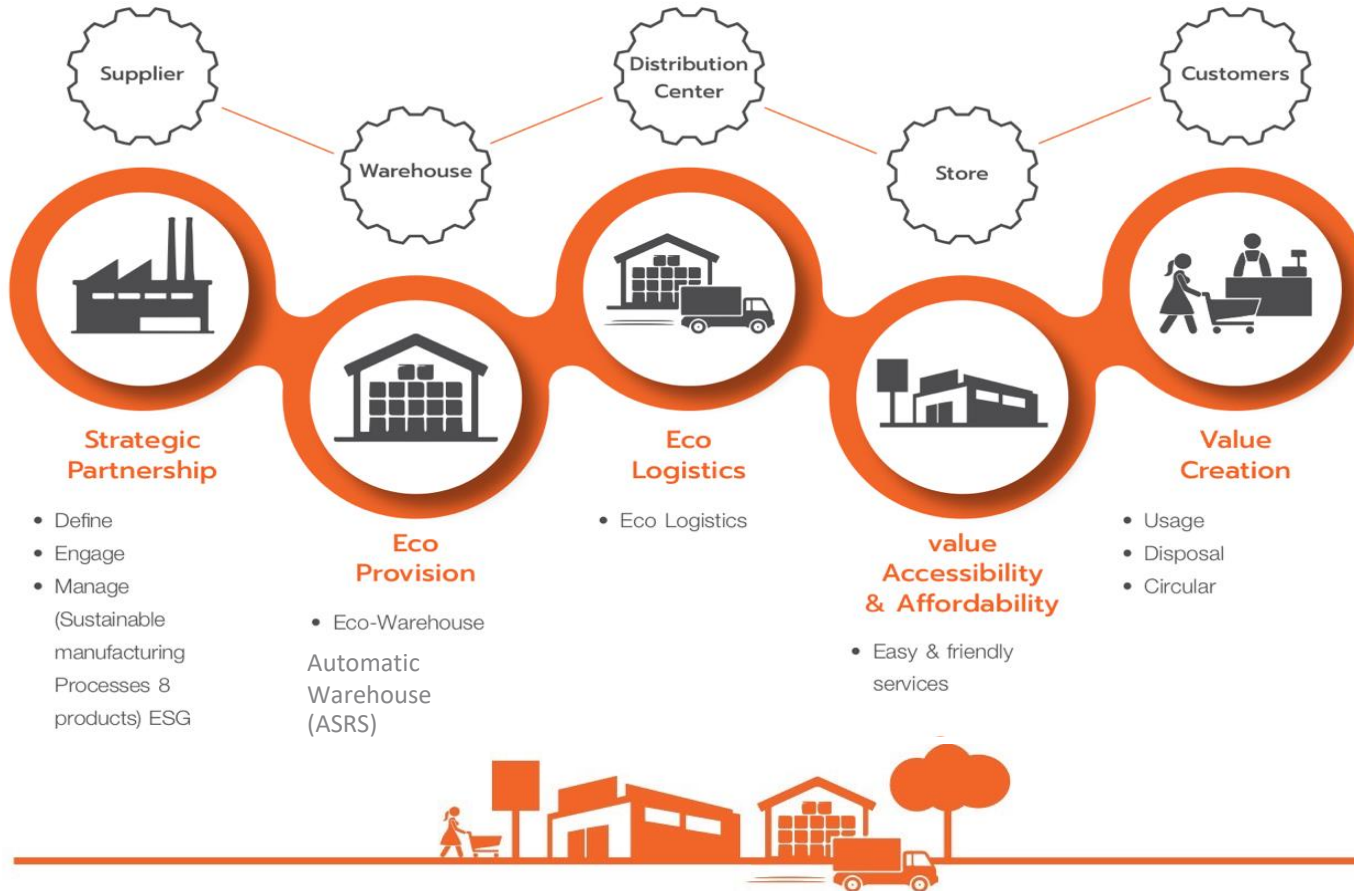 Supplier
Warehouse
Distribution
Center
Store
Customers
Strategic
Partnership
• Define
• Engage
• Manage
(Sustainable
manufacturing
Processes 8
products) ESG
Eco
Provision
• Eco-Warehouse
Automatic
Warehouse
(ASRS)
Eco
Logistics
• Eco Logistics
value
Accessibility
& Affordability
• Easy & friendly
services
Value
Creation
• Usage
• Disposal
• Circular